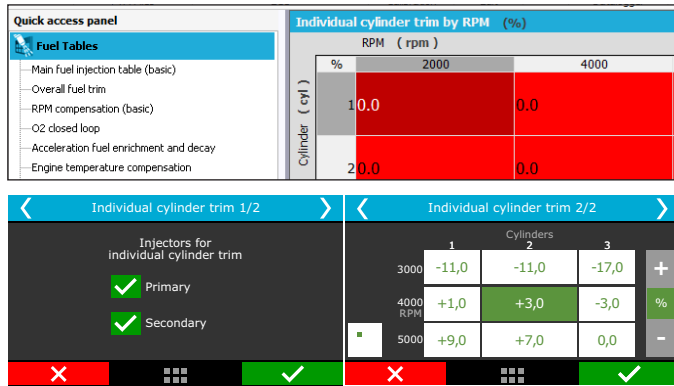 Quick access panel
Fuel Tables
Main fuel injection table (basic)
Overall fuel trim
RPM compensation (basic)
O2 closed loop
Acceleration fuel enrichment and decay
Engine temperature compensation
Individual cylinder trim by RPM (%)
RPM ( rpm )
% 2000 4000
Cylinder ( cyl )
1 0.0 0.0
2 0.0 0.0
Individual cylinder trim 1/2
Injectors for
individual cylinder trim
Primary
Secondary
Individual cylinder trim 2/2
Cylinders
1 2 3
3000 -11,0 -11,0 -17,0 +
4000 +1,0 +3,0 -3,0 %
RPM
5000 +9,0 +7,0 0,0 -